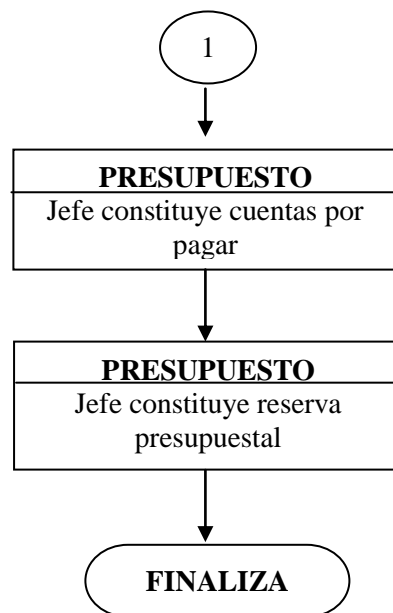 1
PRESUPUESTO
Jefe constituye cuentas por
pagar
PRESUPUESTO
Jefe constituye reserva
presupuestal
FINALIZA